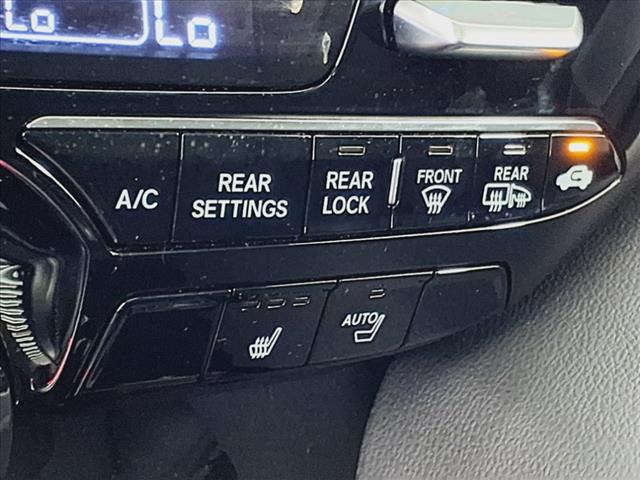 Lo Lo
A/C
REAR
SETTINGS
REAR
LOCK
FRONT
REAR
AUTO